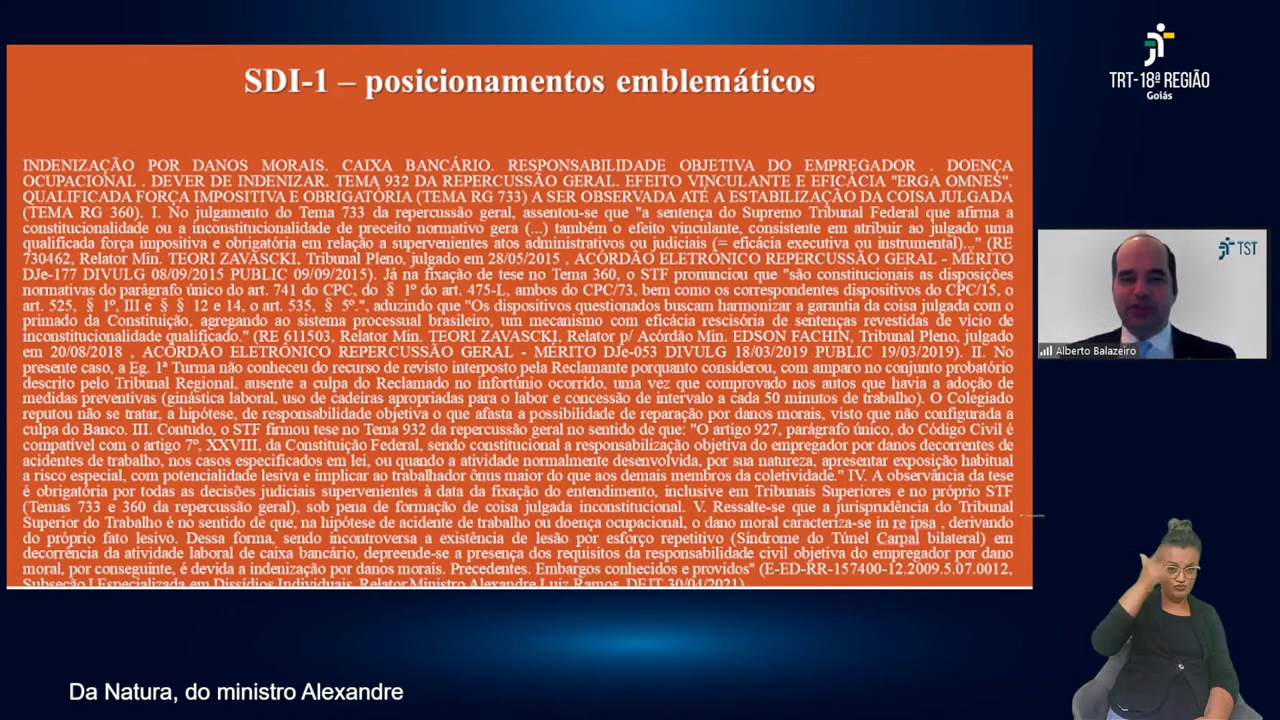 SDI-1 – posicionamentos emblemáticos
INDENIZAÇÃO POR DANOS MORAIS. CAIXA BANCÁRIO. RESPONSABILIDADE OBJETIVA DO EMPREGADOR . DOENÇA
OCUPACIONAL . DEVER DE INDENIZAR. TEMA 932 DA REPERCUSSÃO GERAL. EFEITO VINCULANTE E EFICÁCIA "ERGA OMNES".
QUALIFICADA FORÇA IMPOSITIVA E OBRIGATÓRIA (TEMA RG 733) A SER OBSERVADA ATÉ A ESTABILIZAÇÃO DA COISA JULGADA
(TEMA RG 360). I. No julgamento do Tema 733 da repercussão geral, assentou-se que "a sentença do Supremo Tribunal Federal que afirma a
constitucionalidade ou a inconstitucionalidade de preceito normativo gera (...) também o efeito vinculante, consistente em atribuir ao julgado uma
qualificada força impositiva e obrigatória em relação a supervenientes atos administrativos ou judiciais (= eficácia executiva ou instrumental)..." (RE
730462, Relator Min. TEORI ZAVASCKI, Tribunal Pleno, julgado em 28/05/2015 , ACÓRDÃO ELETRÔNICO REPERCUSSÃO GERAL - MÉRITO
DJe-177 DIVULG 08/09/2015 PUBLIC 09/09/2015). Já na fixação de tese no Tema 360, o STF pronunciou que "são constitucionais as disposições
normativas do parágrafo único do art. 741 do CPC, do § 1º do art. 475-L, ambos do CPC/73, bem como os correspondentes dispositivos do CPC/15, o
art. 525, § 1º, III e § § 12 e 14, o art. 535, § 5º.", aduzindo que "Os dispositivos questionados buscam harmonizar a garantia da coisa julgada com o
primado da Constituição, agregando ao sistema processual brasileiro, um mecanismo com eficácia rescisória de sentenças revestidas de vício de
inconstitucionalidade qualificado." (RE 611503, Relator Min. TEORI ZAVASCKI, Relator p/ Acórdão Min. EDSON FACHIN, Tribunal Pleno, julgado
em 20/08/2018 , ACÓRDÃO ELETRÔNICO REPERCUSSÃO GERAL - MÉRITO DJe-053 DIVULG 18/03/2019 PUBLIC 19/03/2019). II. No
presente caso, a Eg. 1ª Turma não conheceu do recurso de revista interposto pela Reclamante porquanto considerou, com amparo no conjunto probatório
descrito pelo Tribunal Regional, ausente a culpa do Reclamado no infortúnio ocorrido, uma vez que comprovado nos autos que havia a adoção de
medidas preventivas (ginástica laboral, uso de cadeiras apropriadas para o labor e concessão de intervalo a cada 50 minutos de trabalho). O Colegiado
reputou não se tratar, a hipótese, de responsabilidade objetiva o que afasta a possibilidade de reparação por danos morais, visto que não configurada a
culpa do Banco. III. Contudo, o STF firmou tese no Tema 932 da repercussão geral no sentido de que: "O artigo 927, parágrafo único, do Código Civil é
compatível com o artigo 7º, XXVIII, da Constituição Federal, sendo constitucional a responsabilização objetiva do empregador por danos decorrentes de
acidentes de trabalho, nos casos especificados em lei, ou quando a atividade normalmente desenvolvida, por sua natureza, apresentar exposição habitual
a risco especial, com potencialidade lesiva e implicar ao trabalhador ônus maior do que aos demais membros da coletividade." IV. A observância da tese
é obrigatória por todas as decisões judiciais supervenientes à data da fixação do entendimento, inclusive em Tribunais Superiores e no próprio STF
(Temas 733 e 360 da repercussão geral), sob pena de formação de coisa julgada inconstitucional. V. Ressalte-se que a jurisprudência do Tribunal
Superior do Trabalho é no sentido de que, na hipótese de acidente de trabalho ou doença ocupacional, o dano moral caracteriza-se in re ipsa , derivando
do próprio fato lesivo. Dessa forma, sendo incontroversa a existência de lesão por esforço repetitivo (Síndrome do Túnel Carpal bilateral) em
decorrência da atividade laboral de caixa bancário, depreende-se a presença dos requisitos da responsabilidade civil objetiva do empregador por dano
moral, por conseguinte, é devida a indenização por danos morais. Precedentes. Embargos conhecidos e providos" (E-ED-RR-157400-12.2009.5.07.0012,
Subseção I Especializada em Dissídios Individuais, Relator Ministro Alexandre Luiz Ramos, DEJT 30/04/2021)
TRT-18ª REGIÃO
Goiás
TST
Alberto Balazeiro
Da Natura, do ministro Alexandre